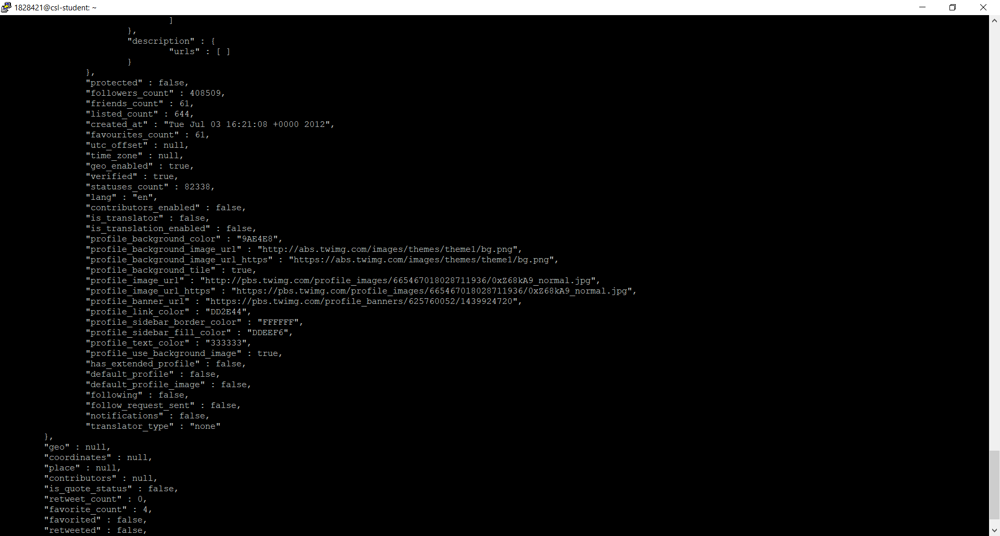 1828421@csl-student: ~
]
},
"description" : {
"urls" : [ ]
}
},
"protected" : false,
"followers_count" : 408509,
"friends_count" : 61,
"listed_count" : 644,
"created_at" : "Tue Jul 03 16:21:08 +0000 2012",
"favourites_count" : 61,
"utc_offset" : null,
"time_zone" : null,
"geo_enabled" : true,
"verified" : true,
"statuses_count" : 82338,
"lang" : "en",
"contributors_enabled" : false,
"is_translator" : false,
"is_translation_enabled" : false,
"profile_background_color" : "9AE4E8",
"profile_background_image_url" : "http://abs.twimg.com/images/themes/theme1/bg.png",
"profile_background_image_url_https" : "https://abs.twimg.com/images/themes/theme1/bg.png",
"profile_background_tile" : true,
"profile_image_url" : "http://pbs.twimg.com/profile_images/665467018028711936/0xZ68kA9_normal.jpg",
"profile_image_url_https" : "https://pbs.twimg.com/profile_images/665467018028711936/0xZ68kA9_normal.jpg",
"profile_banner_url" : "https://pbs.twimg.com/profile_banners/625760052/1439924720",
"profile_link_color" : "DD2E44",
"profile_sidebar_border_color" : "FFFFFF",
"profile_sidebar_fill_color" : "DDEEF6",
"profile_text_color" : "333333",
"profile_use_background_image" : true,
"has_extended_profile" : false,
"default_profile" : false,
"default_profile_image" : false,
"following" : false,
"follow_request_sent" : false,
"notifications" : false,
"translator_type" : "none"
},
"geo" : null,
"coordinates" : null,
"place" : null,
"contributors" : null,
"is_quote_status" : false,
"retweet_count" : 0,
"favorite_count" : 4,
"favorited" : false,
"retweeted" : false,